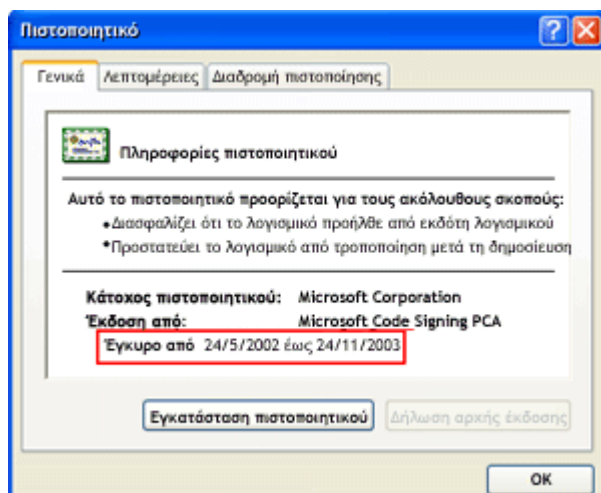 Πιστοποιητικό
Γενικά Λεπτομέρειες Διαδρομή πιστοποίησης
Πληροφορίες πιστοποιητικού
Αυτό το πιστοποιητικό προορίζεται για τους ακόλουθους σκοπούς:
•Διασφαλίζει ότι το λογισμικό προήλθε από εκδότη λογισμικού
•Προστατεύει το λογισμικό από τροποποίηση μετά τη δημοσίευση
Κάτοχος πιστοποιητικού: Microsoft Corporation
Έκδοση από: Microsoft Code Signing PCA
Έγκυρο από 24/5/2002 έως 24/11/2003
Εγκατάσταση πιστοποιητικού Δήλωση αρχής έκδοσης
OK